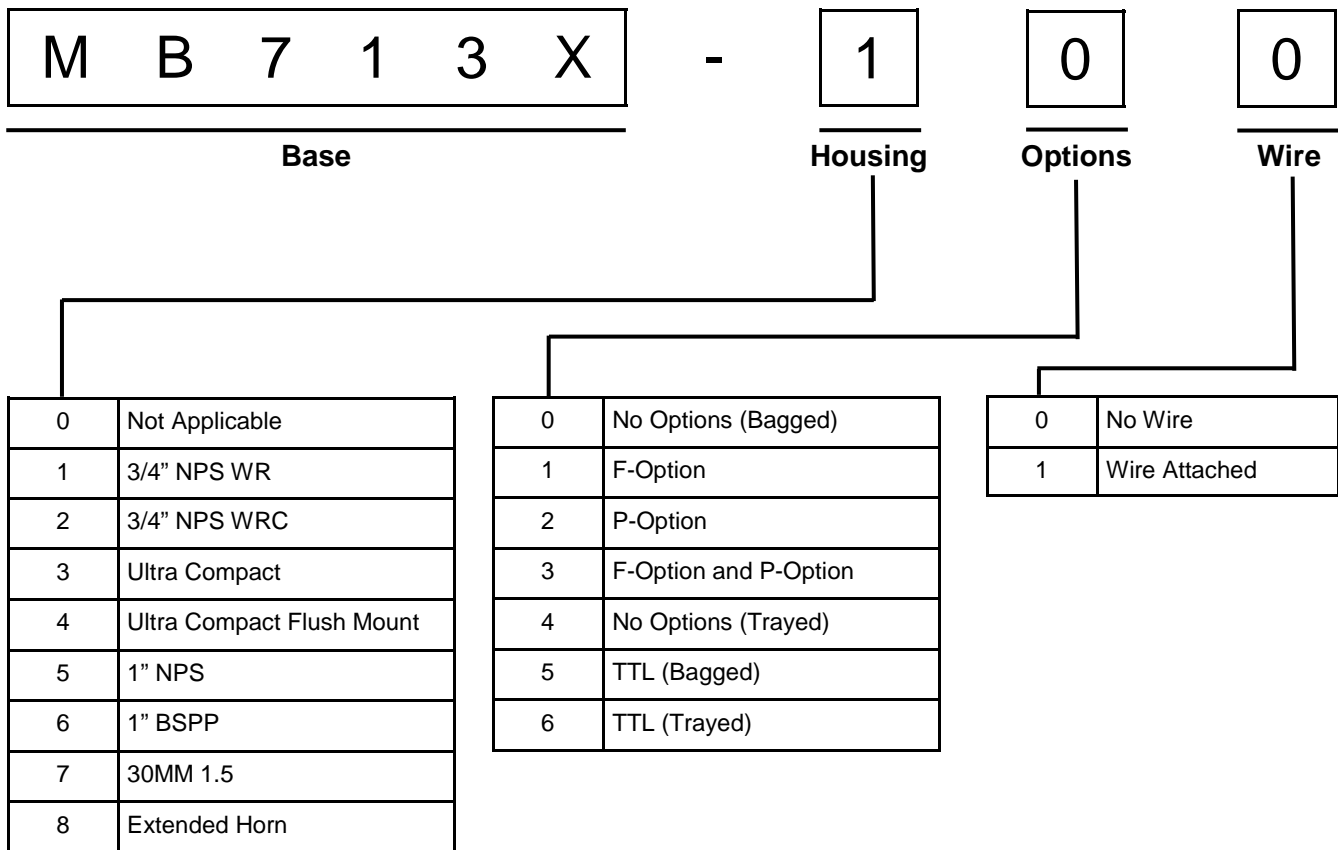 M B 7 1 3 X - 1 0 0
Base Housing Options Wire
0 Not Applicable
1 3/4” NPS WR
2 3/4” NPS WRC
3 Ultra Compact
4 Ultra Compact Flush Mount
5 1” NPS
6 1” BSPP
7 30MM 1.5
8 Extended Horn
0 No Options (Bagged)
1 F-Option
2 P-Option
3 F-Option and P-Option
4 No Options (Trayed)
5 TTL (Bagged)
6 TTL (Trayed)
0 No Wire
1 Wire Attached